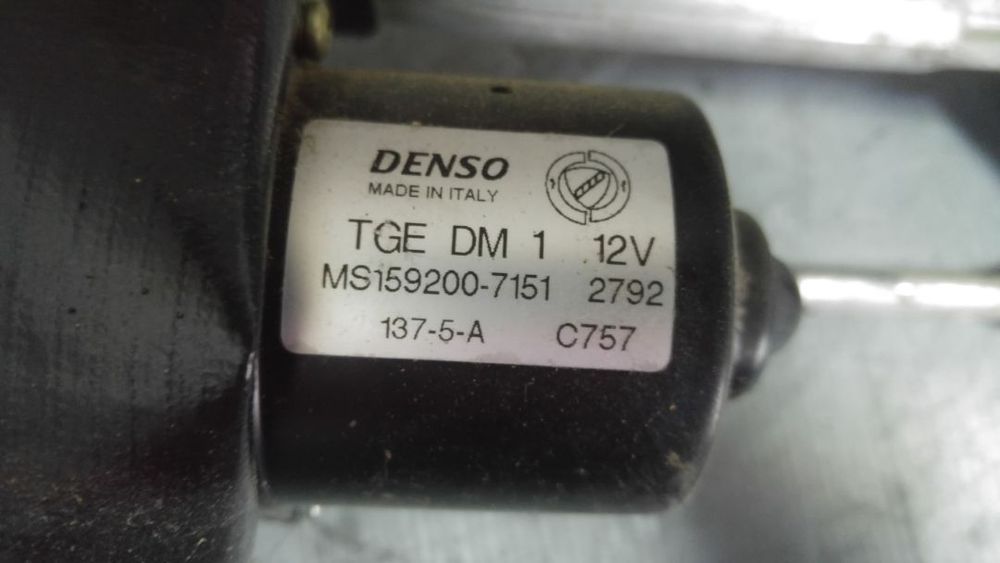 DENSO
MADE IN ITALY
TGE DM 1 12V
MS159200-7151 2792
137-5-A C757